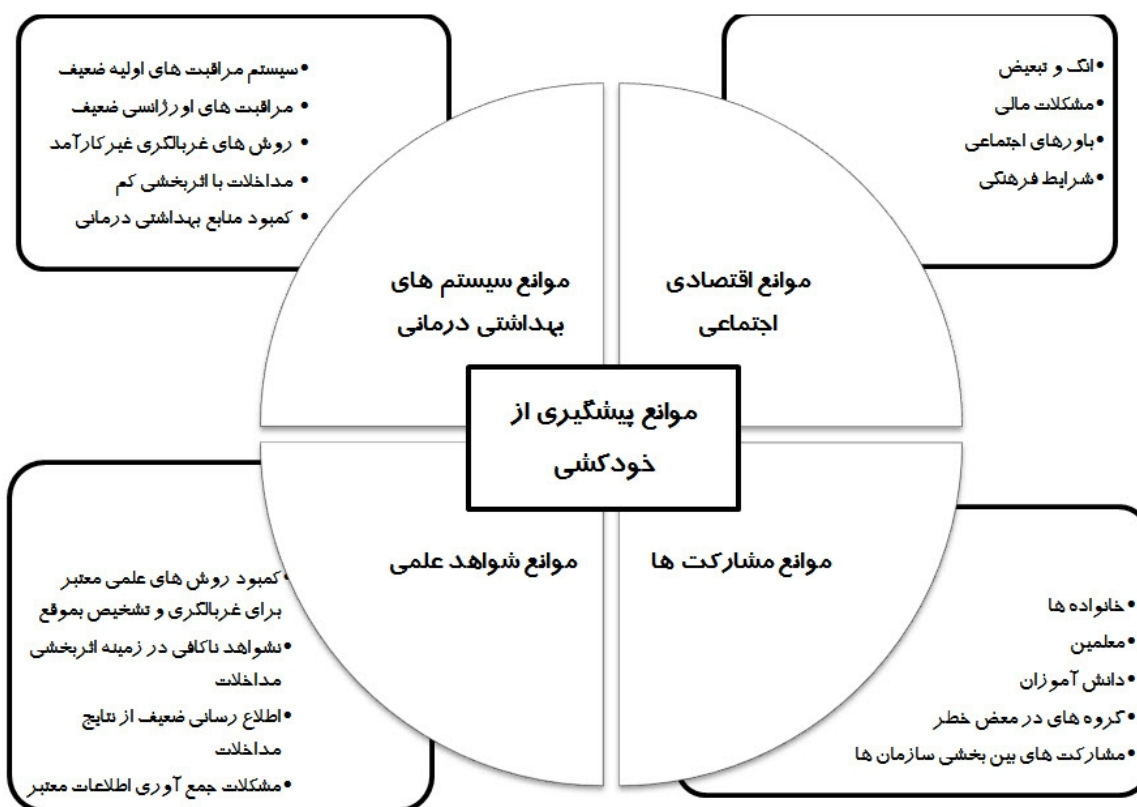 انگ و تبعیض
مشکلات مالی
باورهای اجتماعی
شرایط فرهنگی
سیستم مراقبت های اولیه ضعیف
مراقبت های اورژانسی ضعیف
روش های غربالگری غیرکارآمد
مداخلات با اثربخشی کم
کمبود منابع بهداشتی درمانی
موانع اقتصادی
اجتماعی
موانع سیستم های
بهداشتی درمانی
موانع پیشگیری از
خودکشی
موانع مشارکت ها
موانع شواهد علمی
خانواده ها
معلمین
دانش آموزان
گروه های در معض خطر
مشارکت های بین بخشی سازمان ها
کمبود روش های علمی معتبر
برای غربالگری و تشخیص بموقع
نشواهد ناکافی در زمینه اثربخشی
مداخلات
اطلاع رسانی ضعیف از نتایج
مداخلات
مشکلات جمع آوری اطلاعات معتبر